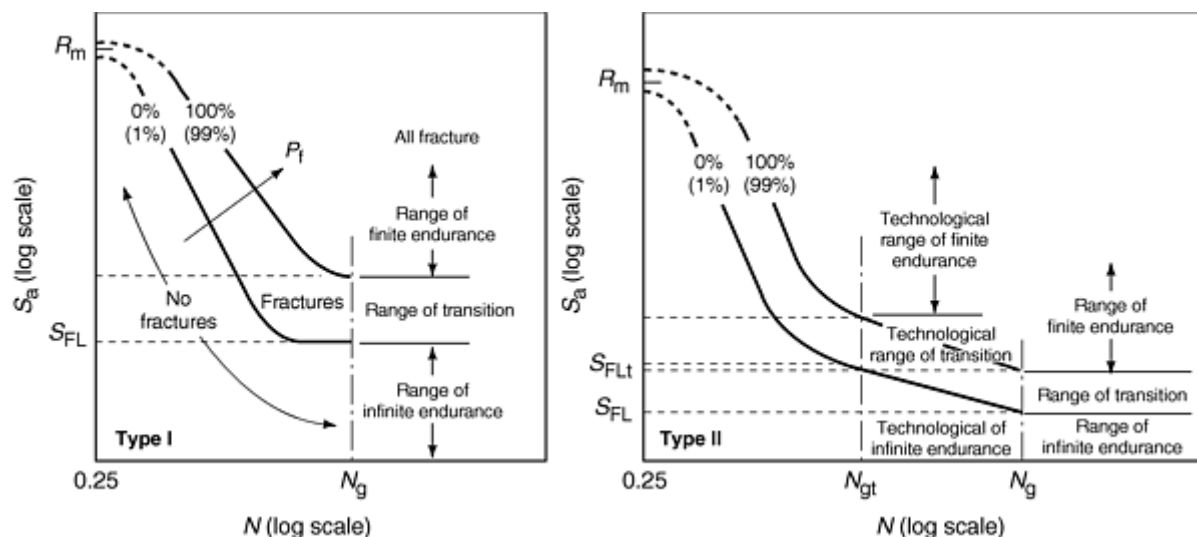 R_m
0%
(1%)
100%
(99%)
P_f
All fracture
Range of
finite endurance
S_a (log scale)
No
fractures
Fractures
Range of transition
S_FL
Range of
infinite endurance
Type I
0.25
N_g
N (log scale)
R_m
0%
(1%)
100%
(99%)
Technological
range of finite
endurance
Range of
finite endurance
S_a (log scale)
Technological
range of transition
S_FLt
Range of transition
S_FL
Technological of
infinite endurance
Range of
infinite endurance
Type II
0.25
N_gt
N_g
N (log scale)